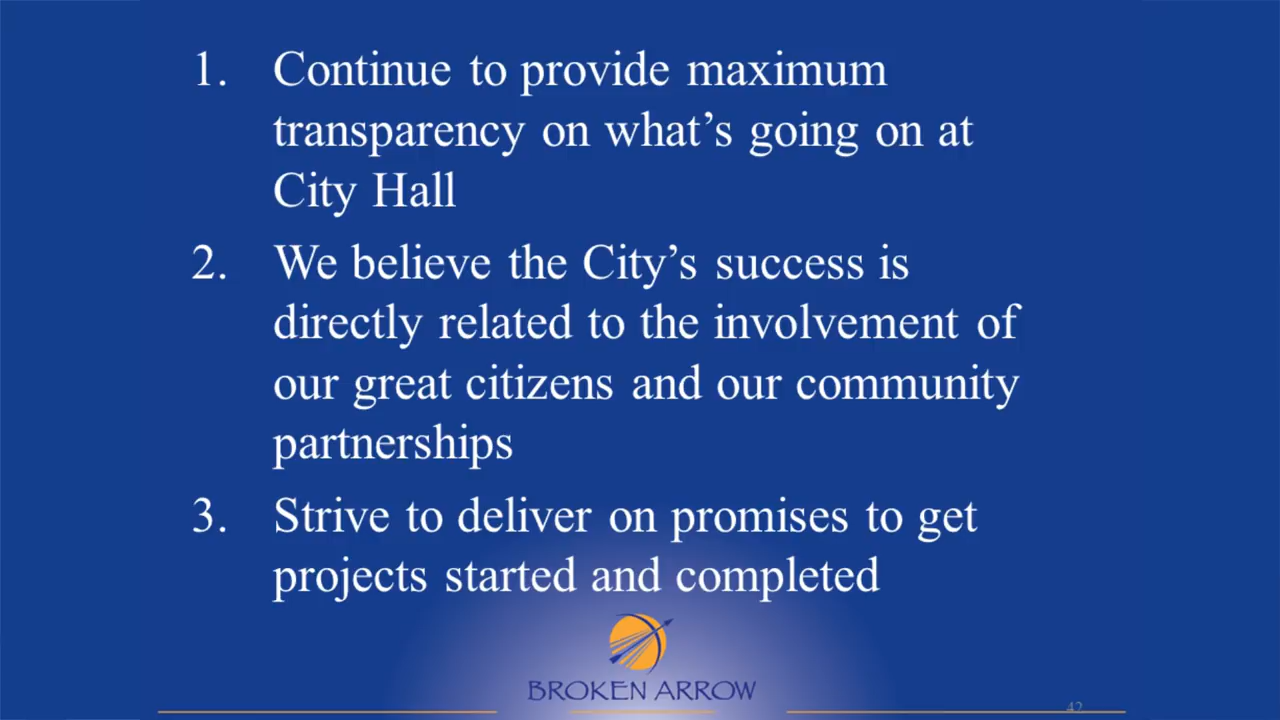 1. Continue to provide maximum
transparency on what’s going on at
City Hall
2. We believe the City’s success is
directly related to the involvement of
our great citizens and our community
partnerships
3. Strive to deliver on promises to get
projects started and completed
BROKEN ARROW
42